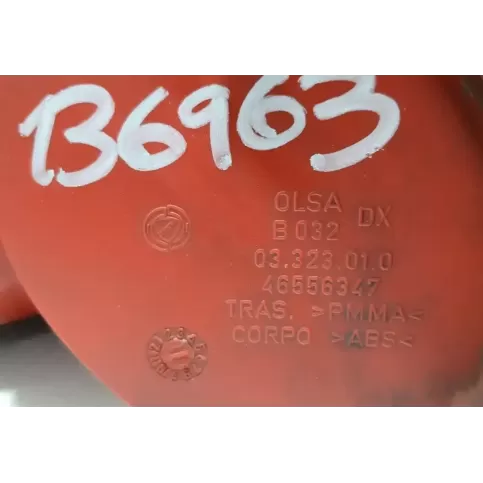 B6963
OLSA DX
B 032
03.323.01.0
46556347
TRAS. >PMMA<
CORPO >ABS<